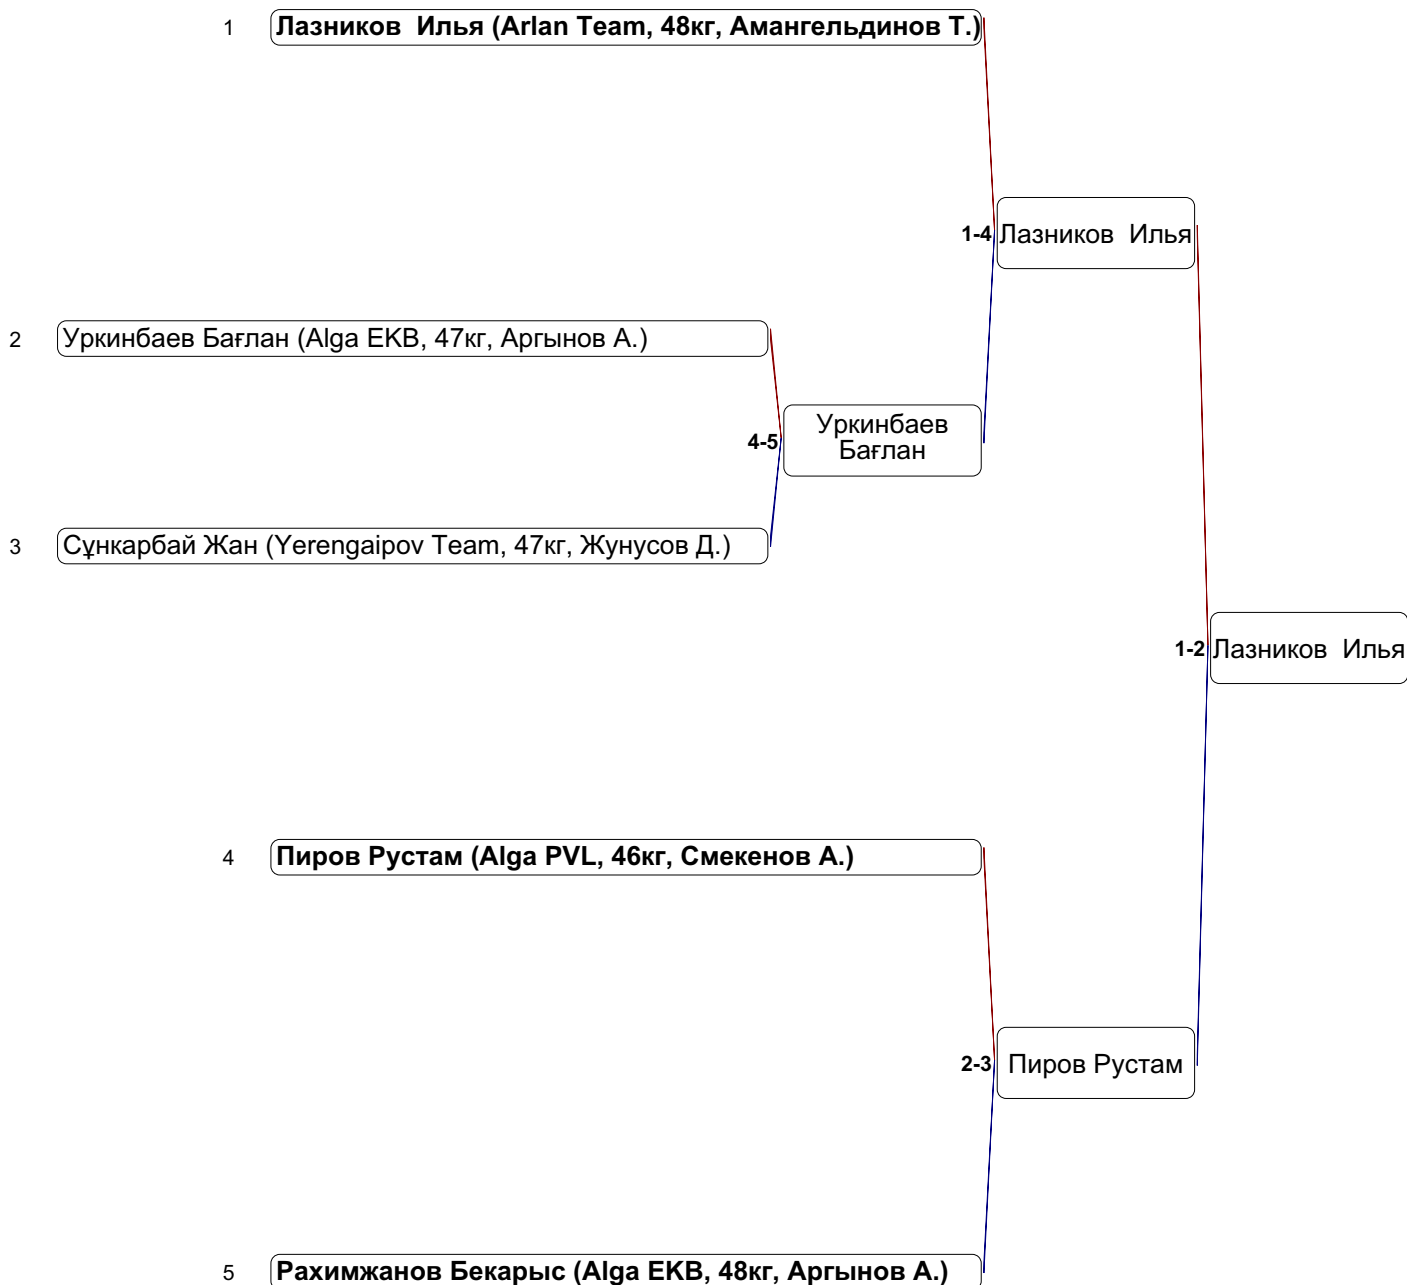 1 Лазников  Илья (Arlan Team, 48кг, Амангельдинов Т.)
1-4 Лазников  Илья
2 Уркинбаев Бағлан (Alga EKB, 47кг, Аргынов А.)
4-5 Уркинбаев
Бағлан
3 Сұнкарбай Жан (Yerengaipov Team, 47кг, Жунусов Д.)
1-2 Лазников  Илья
4 Пиров Рустам (Alga PVL, 46кг, Смекенов А.)
2-3 Пиров Рустам
5 Рахимжанов Бекарыс (Alga EKB, 48кг, Аргынов А.)